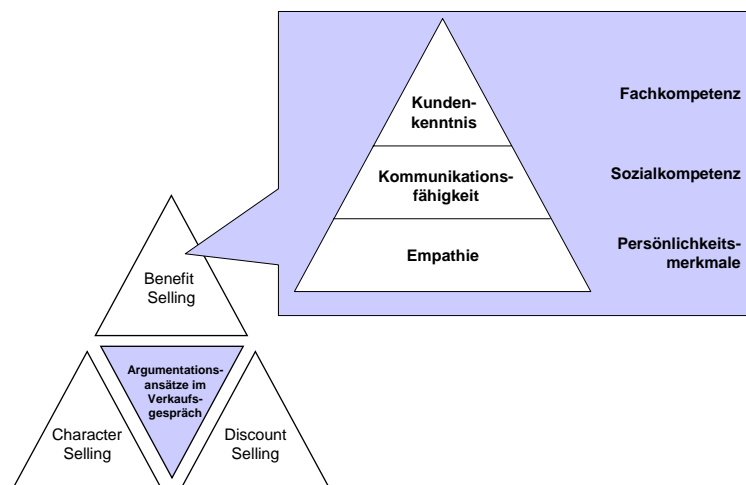 Kunden-
kenntnis
Fachkompetenz
Kommunikations-
fähigkeit
Sozialkompetenz
Empathie
Persönlichkeits-
merkmale
Benefit
Selling
Argumentations-
ansätze im
Verkaufs-
gespräch
Character
Selling
Discount
Selling